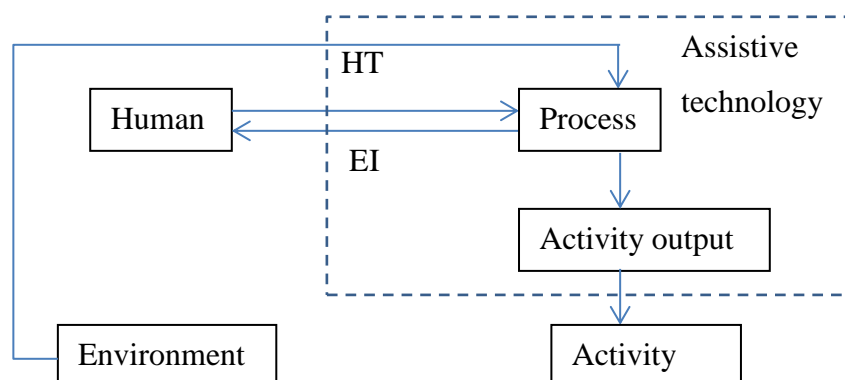 HT
Assistive
technology
Human
Process
EI
Activity output
Environment
Activity